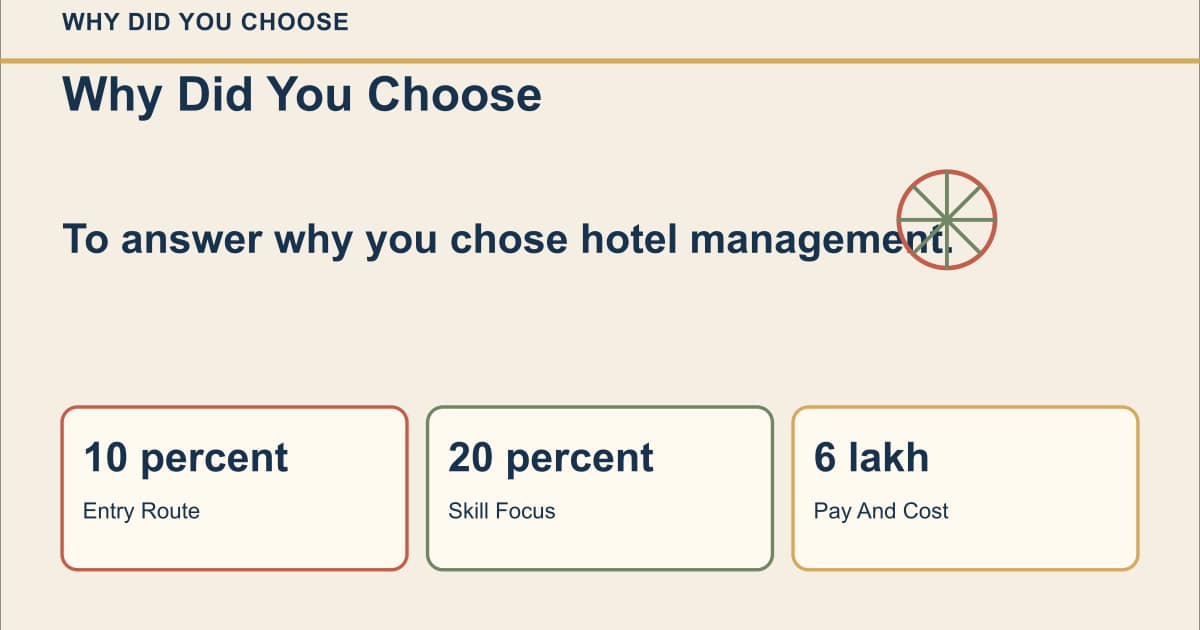 WHY DID YOU CHOOSE
Why Did You Choose
To answer why you chose hotel management.
10 percent
Entry Route
20 percent
Skill Focus
6 lakh
Pay And Cost